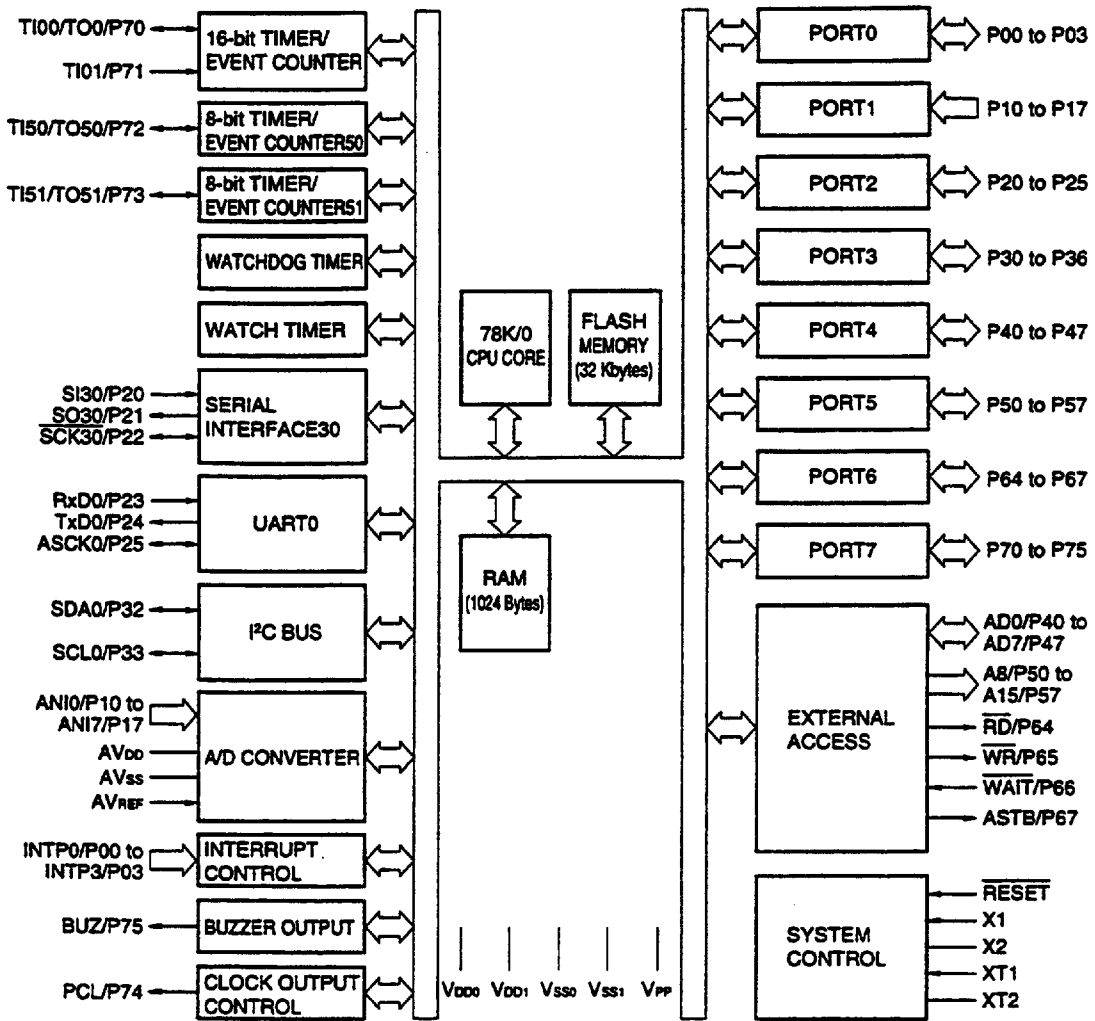 TI00/TO0/P70
TI01/P71
16-bit TIMER/
EVENT COUNTER
TI50/TO50/P72
8-bit TIMER/
EVENT COUNTER50
TI51/TO51/P73
8-bit TIMER/
EVENT COUNTER51
WATCHDOG TIMER
WATCH TIMER
SI30/P20
SO30/P21
SCK30/P22
SERIAL
INTERFACE30
RxD0/P23
TxD0/P24
ASCK0/P25
UART0
SDA0/P32
SCL0/P33
I²C BUS
ANI0/P10 to
ANI7/P17
AVDD
AVSS
AVREF
A/D CONVERTER
INTP0/P00 to
INTP3/P03
INTERRUPT
CONTROL
BUZ/P75
BUZZER OUTPUT
PCL/P74
CLOCK OUTPUT
CONTROL
78K/0
CPU CORE
FLASH
MEMORY
(32 Kbytes)
RAM
(1024 Bytes)
VDD0 VDD1 VSS0 VSS1 VPP
PORT0
P00 to P03
PORT1
P10 to P17
PORT2
P20 to P25
PORT3
P30 to P36
PORT4
P40 to P47
PORT5
P50 to P57
PORT6
P64 to P67
PORT7
P70 to P75
EXTERNAL
ACCESS
AD0/P40 to
AD7/P47
A8/P50 to
A15/P57
RD/P64
WR/P65
WAIT/P66
ASTB/P67
SYSTEM
CONTROL
RESET
X1
X2
XT1
XT2